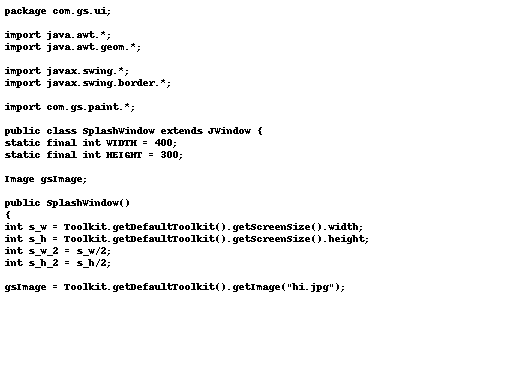 package com.gs.ui;
import java.awt.*;
import java.awt.geom.*;
import javax.swing.*;
import javax.swing.border.*;
import com.gs.paint.*;
public class SplashWindow extends JWindow {
static final int WIDTH = 400;
static final int HEIGHT = 300;
Image gsImage;
public SplashWindow()
{
int s_w = Toolkit.getDefaultToolkit().getScreenSize().width;
int s_h = Toolkit.getDefaultToolkit().getScreenSize().height;
int s_w_2 = s_w/2;
int s_h_2 = s_h/2;
gsImage = Toolkit.getDefaultToolkit().getImage("hi.jpg");